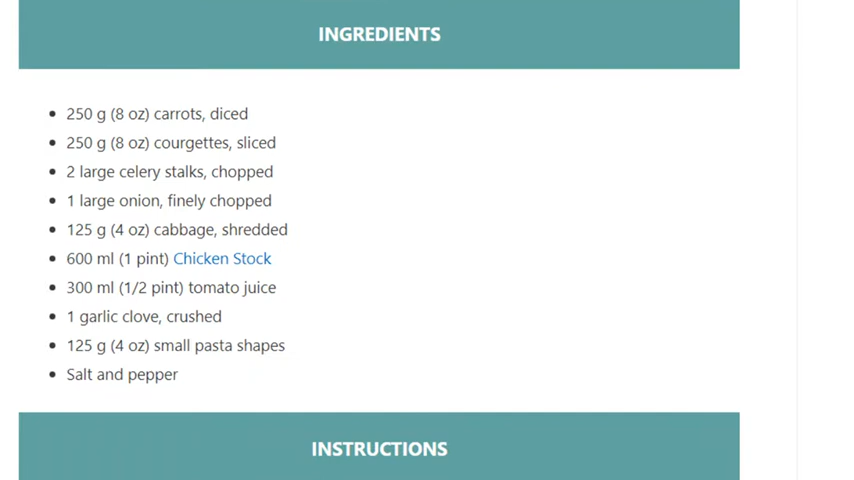 INGREDIENTS
250 g (8 oz) carrots, diced
250 g (8 oz) courgettes, sliced
2 large celery stalks, chopped
1 large onion, finely chopped
125 g (4 oz) cabbage, shredded
600 ml (1 pint) Chicken Stock
300 ml (1/2 pint) tomato juice
1 garlic clove, crushed
125 g (4 oz) small pasta shapes
Salt and pepper
INSTRUCTIONS